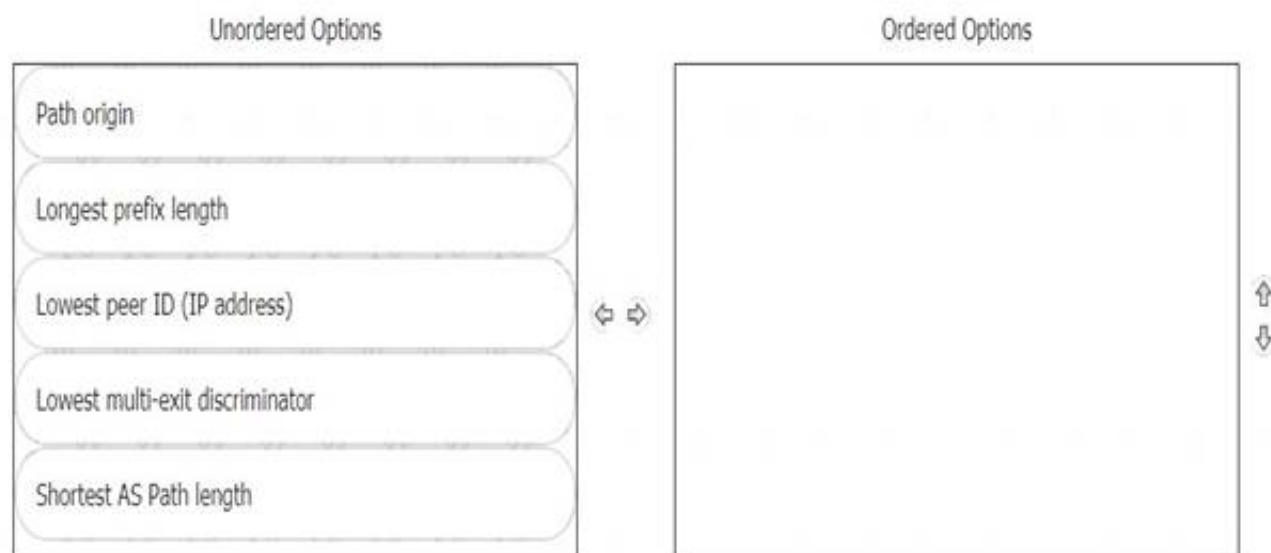 Unordered Options
Ordered Options
Path origin
Longest prefix length
Lowest peer ID (IP address)
Lowest multi-exit discriminator
Shortest AS Path length